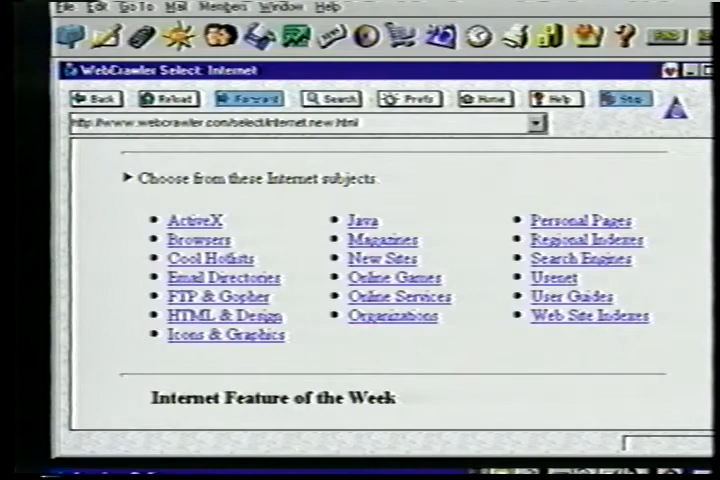 File Edit Go To Mail Members Window Help
WebCrawler Select: Internet
Back Reload Forward Search Prefs Home Help Stop
http://www.webcrawler.com/select/internet.new.html
Choose from these Internet subjects.
ActiveX Java Personal Pages
Browsers Magazines Regional Indexes
Cool Hotlists New Sites Search Engines
Email Directories Online Games Usenet
FTP & Gopher Online Services User Guides
HTML & Design Organizations Web Site Indexes
Icons & Graphics
Internet Feature of the Week